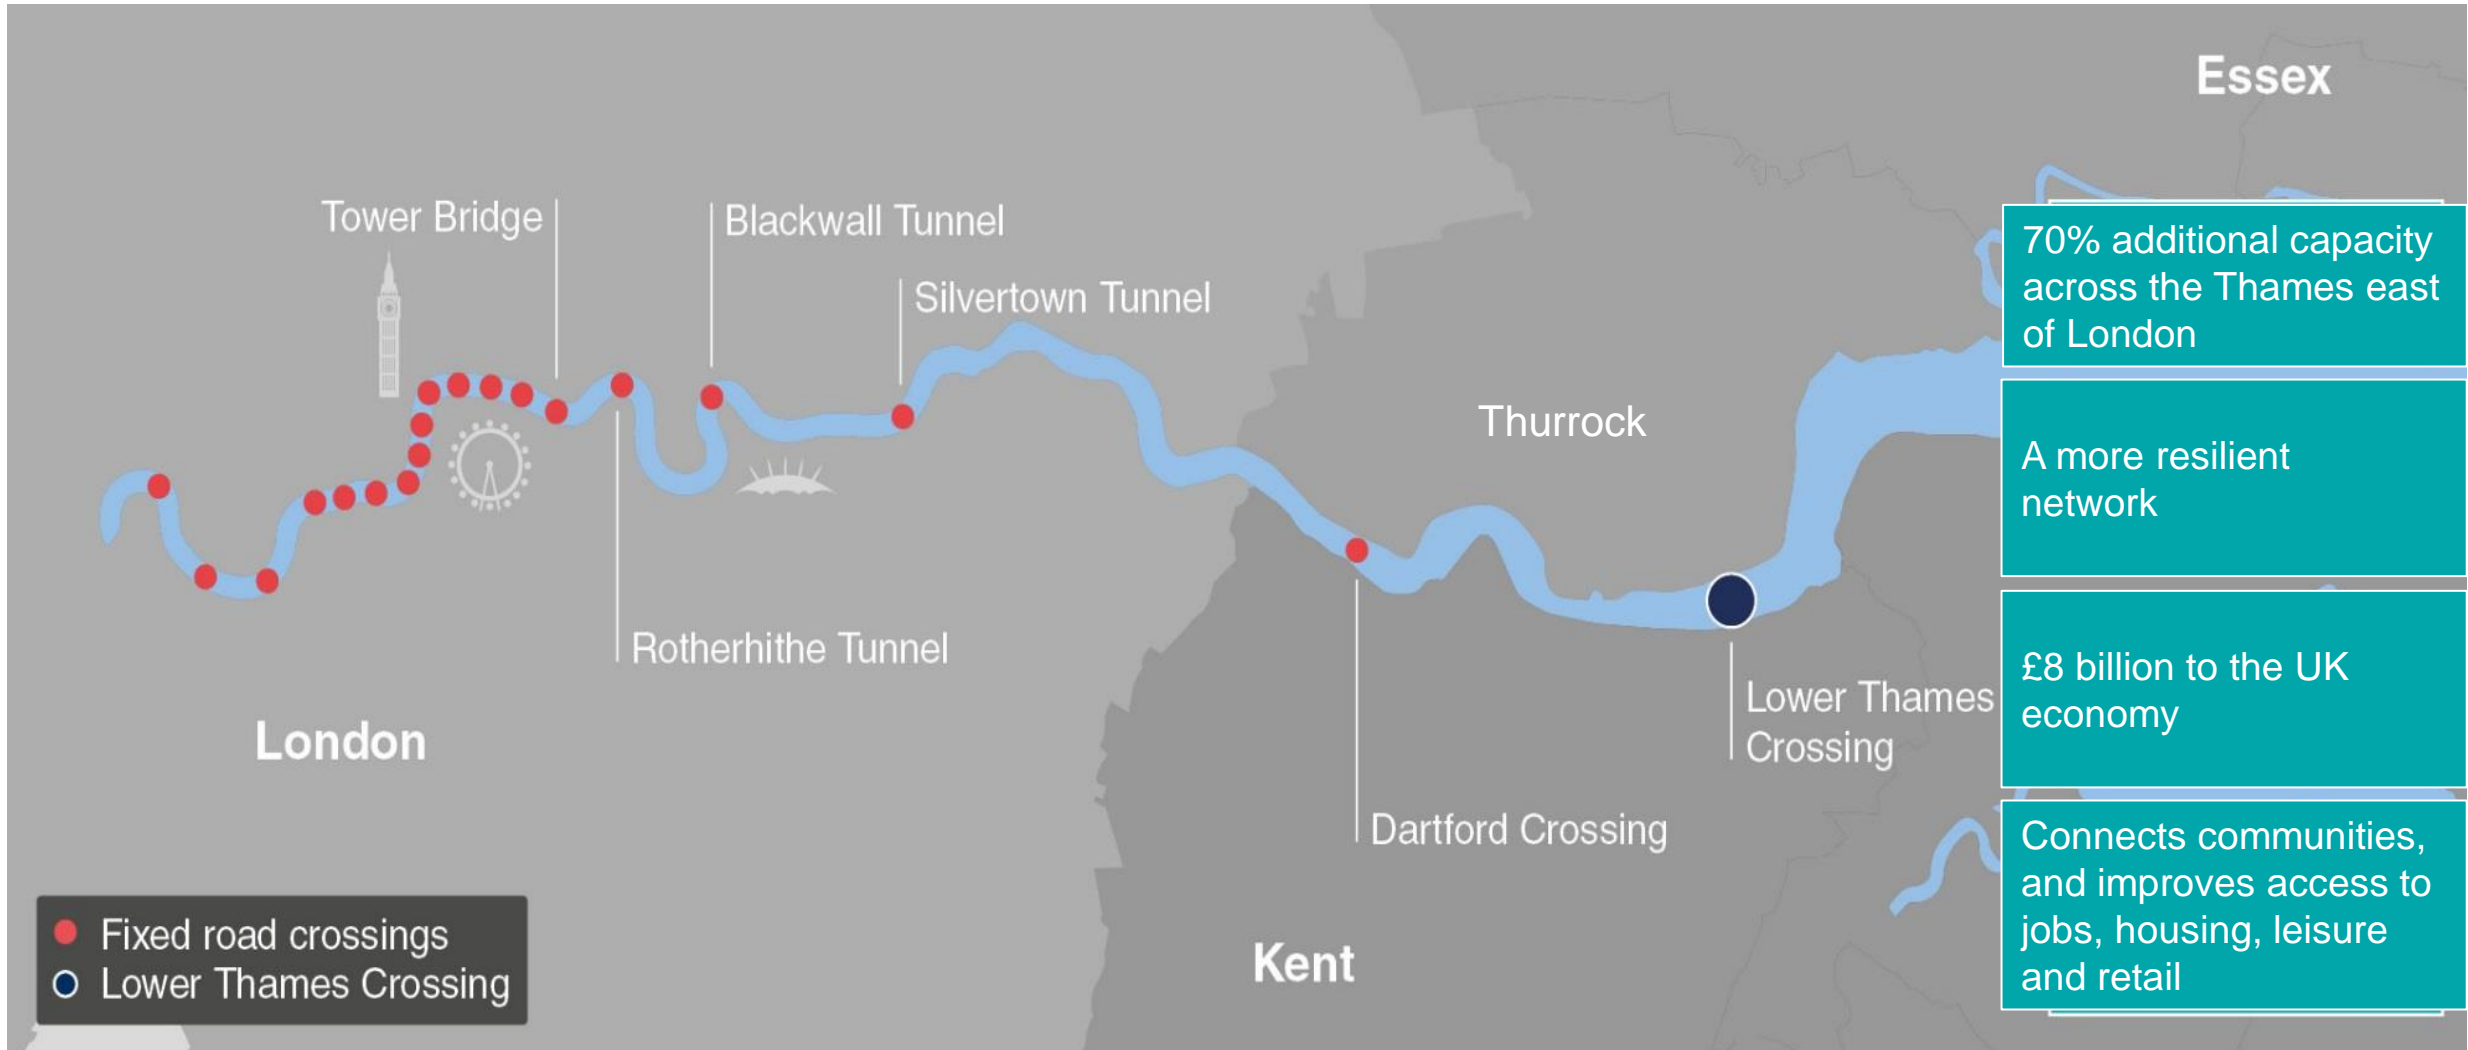 Essex
Tower Bridge
Blackwall Tunnel
Silvertown Tunnel
Thurrock
Rotherhithe Tunnel
London
Lower Thames
Crossing
Dartford Crossing
Kent
Fixed road crossings
Lower Thames Crossing
70% additional capacity
across the Thames east
of London
A more resilient
network
£8 billion to the UK
economy
Connects communities,
and improves access to
jobs, housing, leisure
and retail